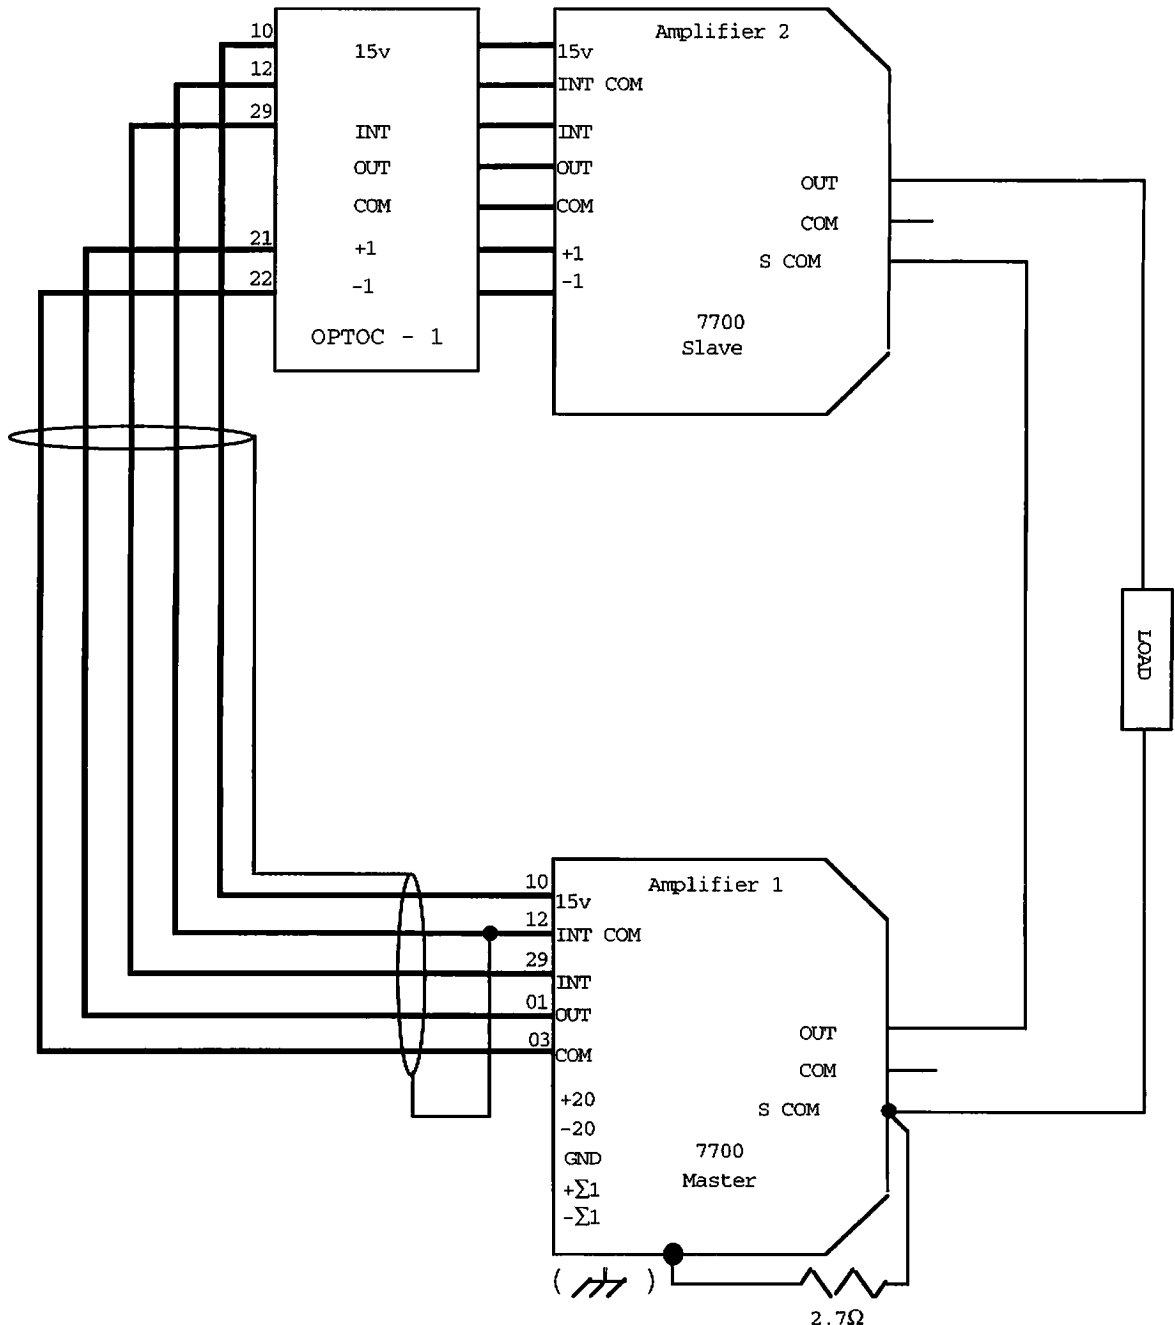 10
12
29
21
22
15v
INT
OUT
COM
+1
-1
OPTOC - 1
Amplifier 2
15v
INT COM
INT
OUT
COM
+1
-1
OUT
COM
S COM
7700
Slave
LOAD
Amplifier 1
10
12
29
01
03
15v
INT COM
INT
OUT
COM
+20
-20
GND
+Σ1
-Σ1
OUT
COM
S COM
7700
Master
( )
2.7Ω